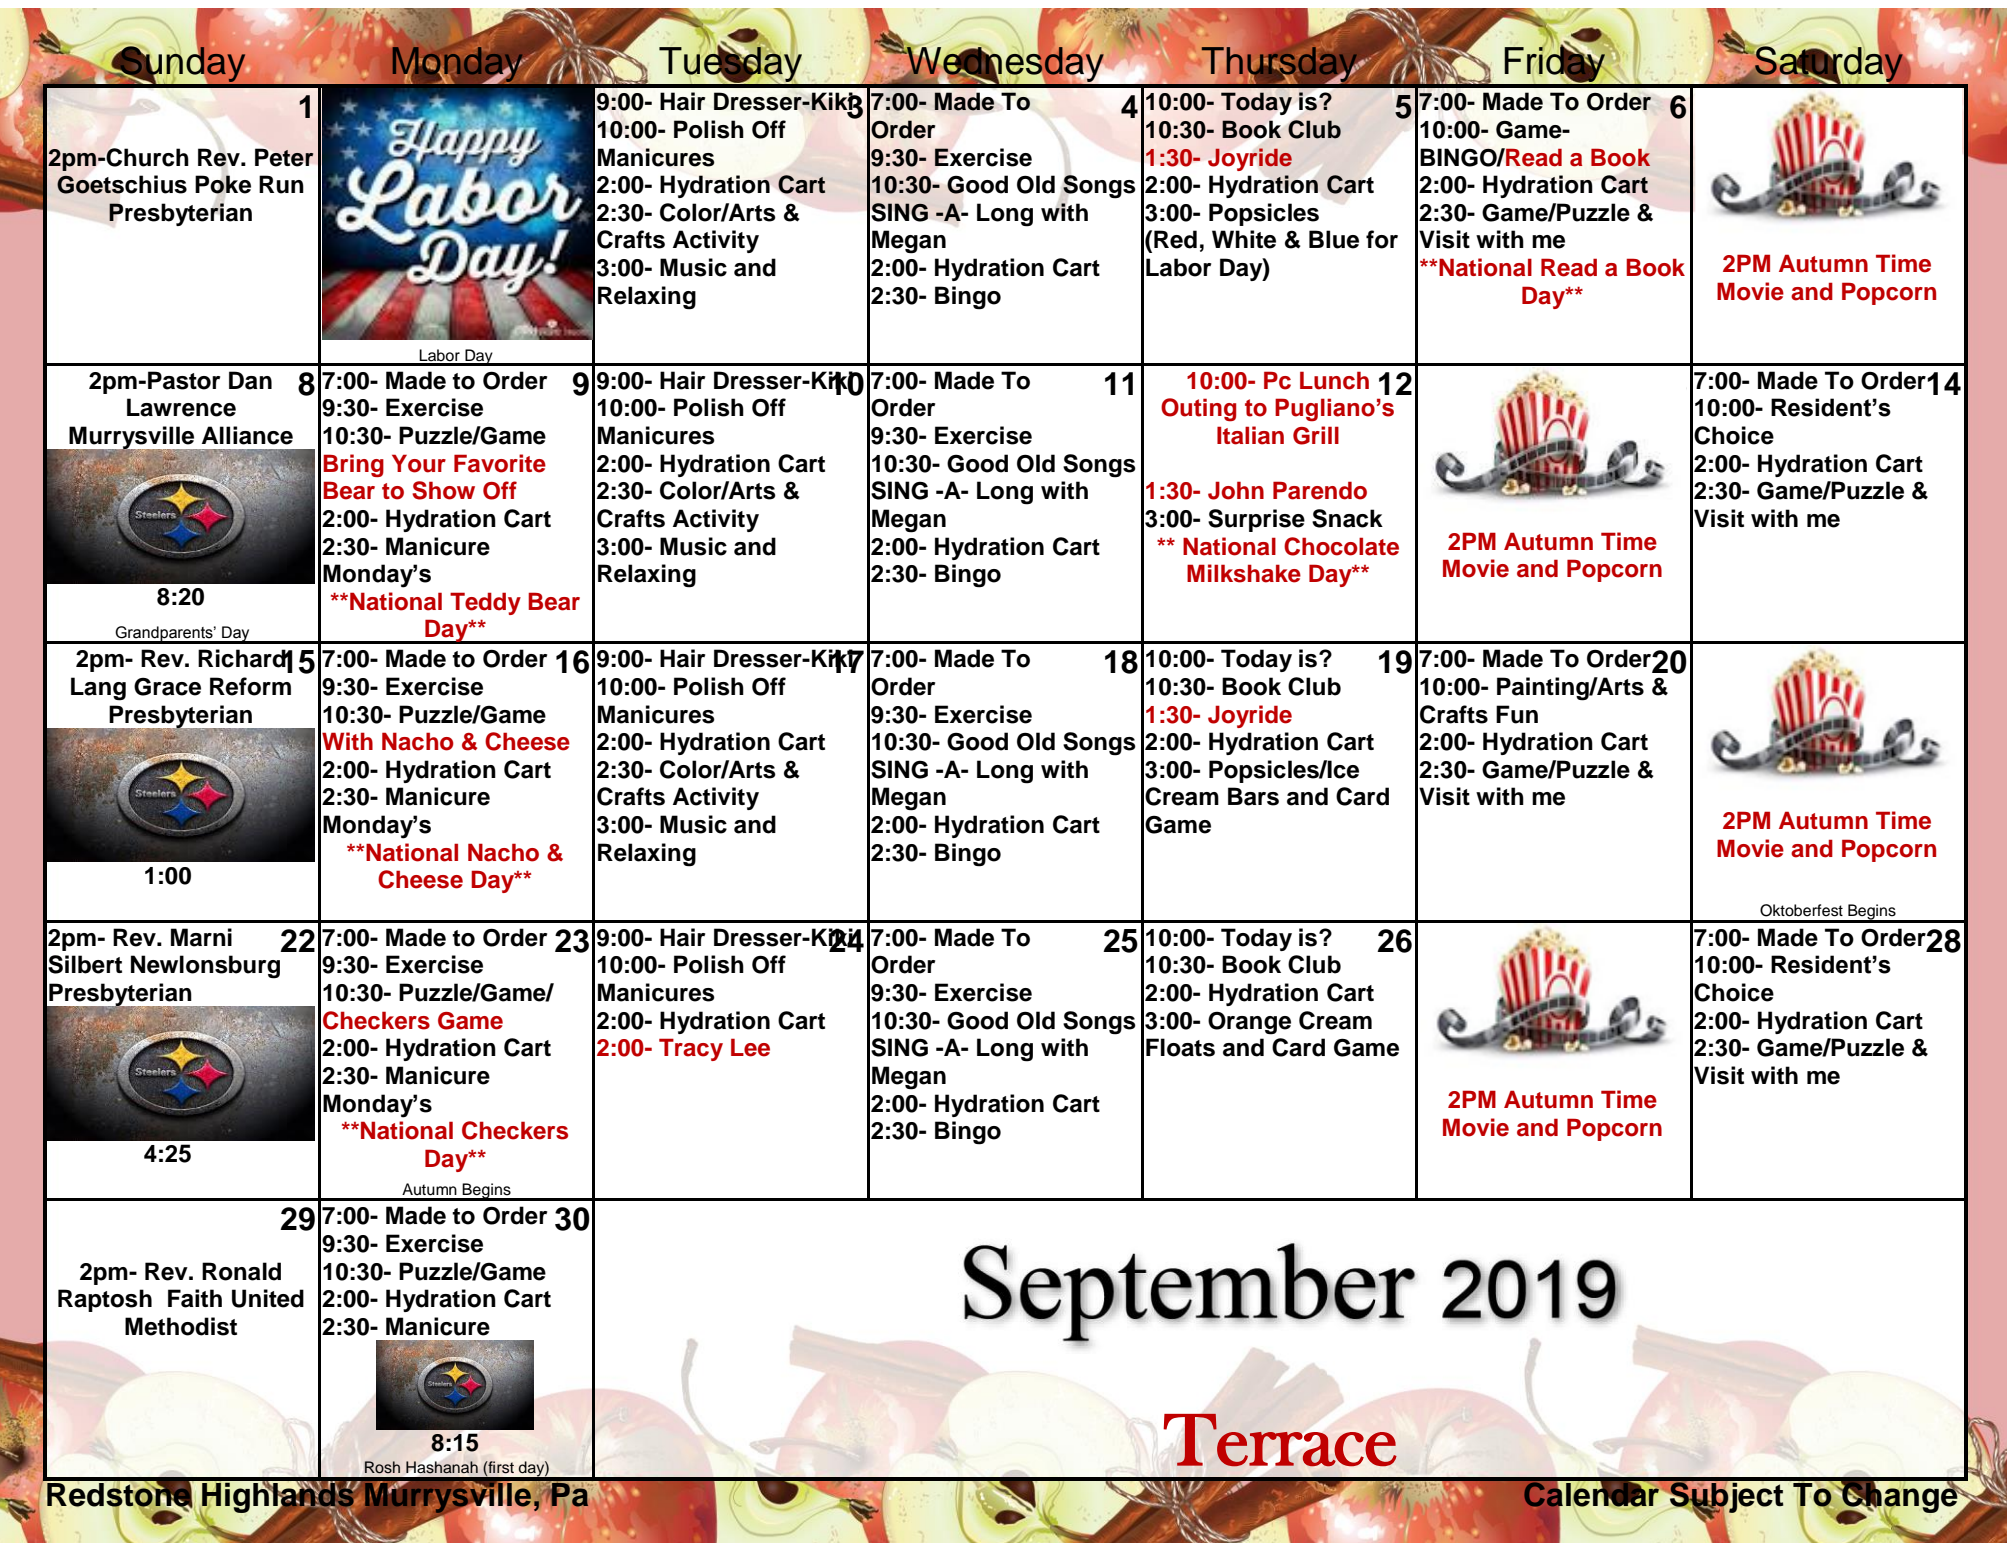 Sunday Monday Tuesday Wednesday Thursday Friday Saturday
1
2pm-Church Rev. Peter
Goetschius Poke Run
Presbyterian
Happy
Labor
Day!
Labor Day
9:00- Hair Dresser-Kiki 3
10:00- Polish Off
Manicures
2:00- Hydration Cart
2:30- Color/Arts &
Crafts Activity
3:00- Music and
Relaxing
7:00- Made To 4
Order
9:30- Exercise
10:30- Good Old Songs
SING -A- Long with
Megan
2:00- Hydration Cart
2:30- Bingo
10:00- Today is? 5
10:30- Book Club
1:30- Joyride
2:00- Hydration Cart
3:00- Popsicles
(Red, White & Blue for
Labor Day)
7:00- Made To Order 6
10:00- Game-
BINGO/Read a Book
2:00- Hydration Cart
2:30- Game/Puzzle &
Visit with me
**National Read a Book
Day**
2PM Autumn Time
Movie and Popcorn
2pm-Pastor Dan 8
Lawrence
Murrysville Alliance
Steelers
8:20
Grandparents' Day
7:00- Made to Order 9
9:30- Exercise
10:30- Puzzle/Game
Bring Your Favorite
Bear to Show Off
2:00- Hydration Cart
2:30- Manicure
Monday's
**National Teddy Bear
Day**
9:00- Hair Dresser-Kiki 10
10:00- Polish Off
Manicures
2:00- Hydration Cart
2:30- Color/Arts &
Crafts Activity
3:00- Music and
Relaxing
7:00- Made To 11
Order
9:30- Exercise
10:30- Good Old Songs
SING -A- Long with
Megan
2:00- Hydration Cart
2:30- Bingo
10:00- Pc Lunch 12
Outing to Pugliano's
Italian Grill
1:30- John Parendo
3:00- Surprise Snack
** National Chocolate
Milkshake Day**
2PM Autumn Time
Movie and Popcorn
7:00- Made To Order 14
10:00- Resident's
Choice
2:00- Hydration Cart
2:30- Game/Puzzle &
Visit with me
2pm- Rev. Richard 15
Lang Grace Reform
Presbyterian
Steelers
1:00
7:00- Made to Order 16
9:30- Exercise
10:30- Puzzle/Game
With Nacho & Cheese
2:00- Hydration Cart
2:30- Manicure
Monday's
**National Nacho &
Cheese Day**
9:00- Hair Dresser-Kiki 17
10:00- Polish Off
Manicures
2:00- Hydration Cart
2:30- Color/Arts &
Crafts Activity
3:00- Music and
Relaxing
7:00- Made To 18
Order
9:30- Exercise
10:30- Good Old Songs
SING -A- Long with
Megan
2:00- Hydration Cart
2:30- Bingo
10:00- Today is? 19
10:30- Book Club
1:30- Joyride
2:00- Hydration Cart
3:00- Popsicles/Ice
Cream Bars and Card
Game
7:00- Made To Order 20
10:00- Painting/Arts &
Crafts Fun
2:00- Hydration Cart
2:30- Game/Puzzle &
Visit with me
2PM Autumn Time
Movie and Popcorn
Oktoberfest Begins
2pm- Rev. Marni 22
Silbert Newlonsburg
Presbyterian
Steelers
4:25
7:00- Made to Order 23
9:30- Exercise
10:30- Puzzle/Game/
Checkers Game
2:00- Hydration Cart
2:30- Manicure
Monday's
**National Checkers
Day**
Autumn Begins
9:00- Hair Dresser-Kiki 24
10:00- Polish Off
Manicures
2:00- Hydration Cart
2:00- Tracy Lee
7:00- Made To 25
Order
9:30- Exercise
10:30- Good Old Songs
SING -A- Long with
Megan
2:00- Hydration Cart
2:30- Bingo
10:00- Today is? 26
10:30- Book Club
2:00- Hydration Cart
3:00- Orange Cream
Floats and Card Game
2PM Autumn Time
Movie and Popcorn
7:00- Made To Order 28
10:00- Resident's
Choice
2:00- Hydration Cart
2:30- Game/Puzzle &
Visit with me
29
2pm- Rev. Ronald
Raptosh Faith United
Methodist
7:00- Made to Order 30
9:30- Exercise
10:30- Puzzle/Game
2:00- Hydration Cart
2:30- Manicure
Steelers
8:15
Rosh Hashanah (first day)
September 2019
Terrace
Redstone Highlands Murrysville, Pa
Calendar Subject To Change